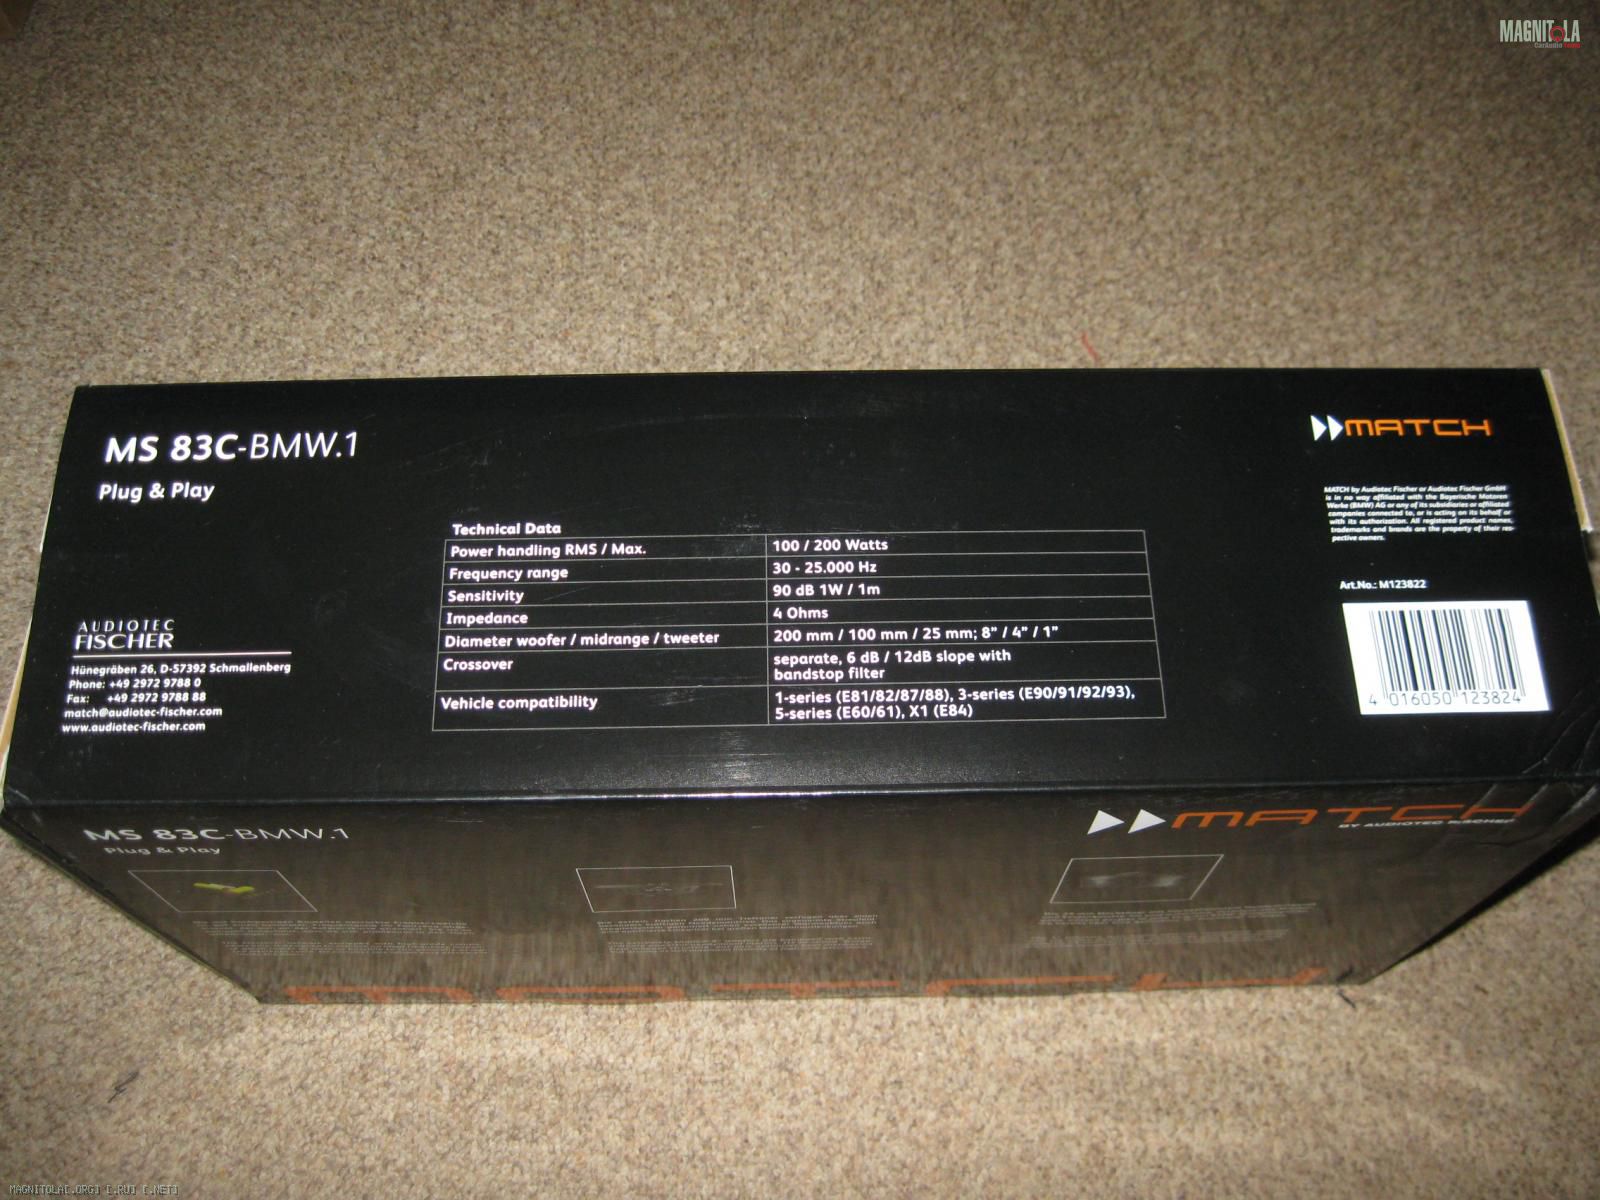 MAGNITOLA
CarAudio
MS 83C-BMW.1
Plug & Play
MATCH
MATCH by Audiotec Fischer or Audiotec Fischer GmbH
is in no way affiliated with the Bayerische Motoren
Werke (BMW) AG or any of its subsidiaries or affiliated
companies connected to, or is acting on its behalf or
with its authorization. All registered product names,
trademarks and brands are the property of their res-
pective owners.
Technical Data
Power handling RMS / Max. 100 / 200 Watts
Frequency range 30 - 25.000 Hz
Sensitivity 90 dB 1W / 1m
Impedance 4 Ohms
Diameter woofer / midrange / tweeter 200 mm / 100 mm / 25 mm; 8" / 4" / 1"
Crossover separate, 6 dB / 12dB slope with
bandstop filter
Vehicle compatibility 1-series (E81/82/87/88), 3-series (E90/91/92/93),
5-series (E60/61), X1 (E84)
Art.No.: M123822
4 016050 123824
AUDIOTEC
FISCHER
Hünegräben 26, D-57392 Schmallenberg
Phone: +49 2972 9788 0
Fax: +49 2972 9788 88
match@audiotec-fischer.com
www.audiotec-fischer.com
MS 83C-BMW.1
Plug & Play
MATCH
BY AUDIOTEC FISCHER
MAGNITOLA[.ORG] [.RU] [.NET]